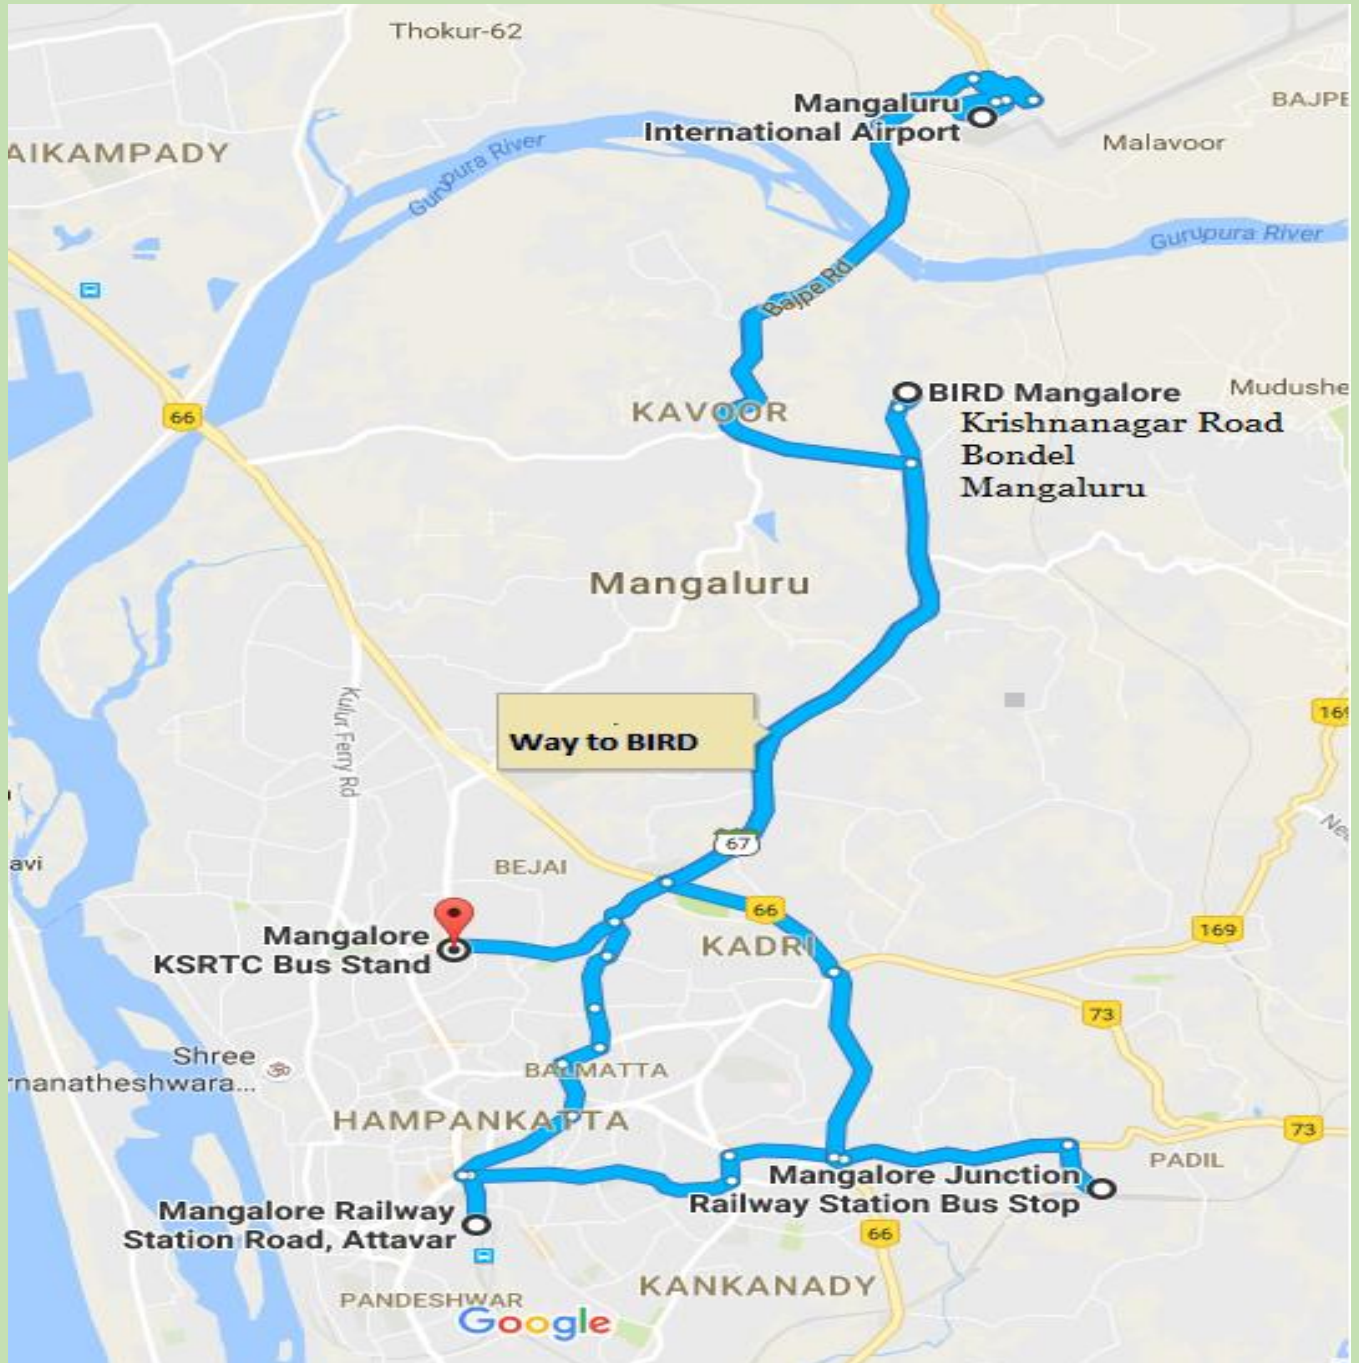 Thokur-62
Mangaluru
International Airport
BAJPE
Malavoor
AIKAMPADY
Gurupura River
Gurupura River
Bajpe Rd
66
KAVOOR
BIRD Mangalore
Krishnanagar Road
Bondel
Mangaluru
Mudushe
Mangaluru
Kulur Ferry Rd
Way to BIRD
169
67
avi
BEJAI
66
KADRI
169
Mangalore
KSRTC Bus Stand
73
Shree
rnanatheshwara...
BALMATTA
HAMPANKATTA
73
PADIL
Mangalore Junction
Railway Station Bus Stop
Mangalore Railway
Station Road, Attavar
66
KANKANADY
PANDESHWAR
Google